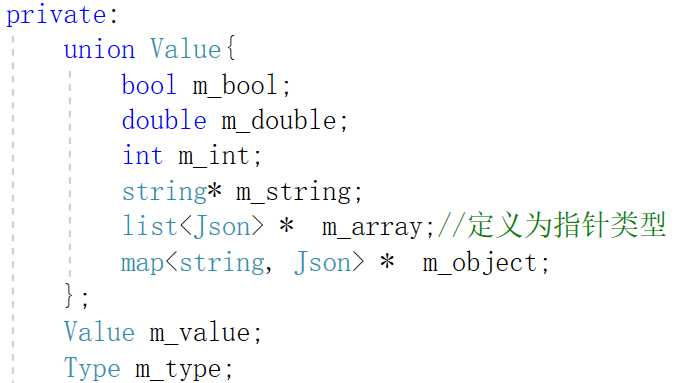 private:
union Value{
bool m_bool;
double m_double;
int m_int;
string* m_string;
list<Json> *  m_array;//定义为指针类型
map<string, Json> *  m_object;
};
Value m_value;
Type m_type;